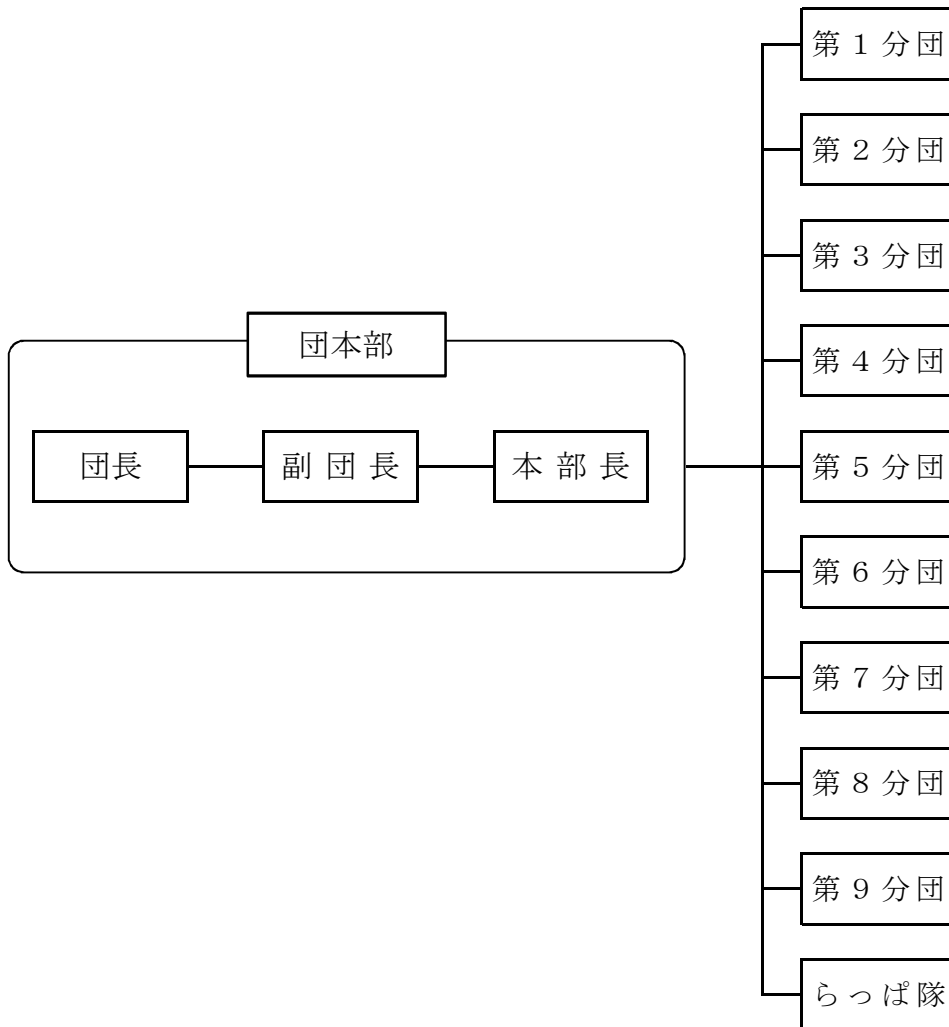 団本部
団長
副団長
本部長
第１分団
第２分団
第３分団
第４分団
第５分団
第６分団
第７分団
第８分団
第９分団
らっぱ隊